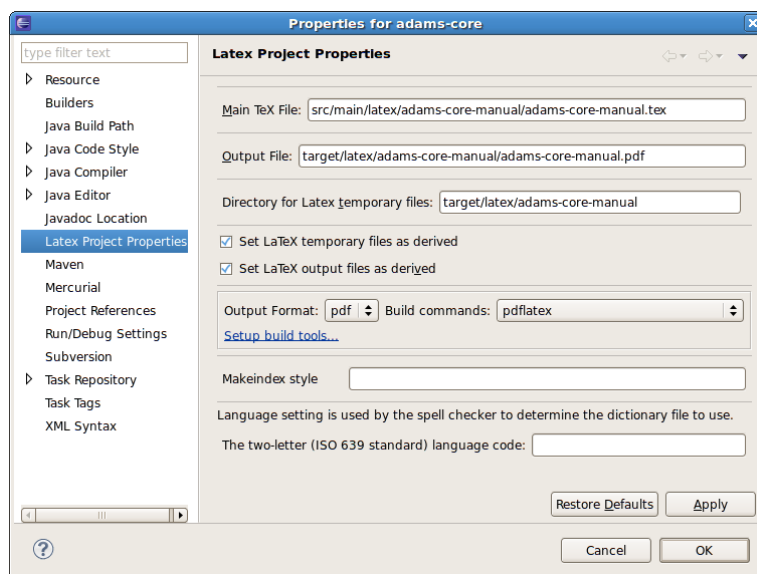 Properties for adams-core
type filter text
Resource
Builders
Java Build Path
Java Code Style
Java Compiler
Java Editor
Javadoc Location
Latex Project Properties
Maven
Mercurial
Project References
Run/Debug Settings
Subversion
Task Repository
Task Tags
XML Syntax
Latex Project Properties
Main TeX File: src/main/latex/adams-core-manual/adams-core-manual.tex
Output File: target/latex/adams-core-manual/adams-core-manual.pdf
Directory for Latex temporary files: target/latex/adams-core-manual
Set LaTeX temporary files as derived
Set LaTeX output files as derived
Output Format: pdf Build commands: pdflatex
Setup build tools...
Makeindex style
Language setting is used by the spell checker to determine the dictionary file to use.
The two-letter (ISO 639 standard) language code:
Restore Defaults Apply
? Cancel OK